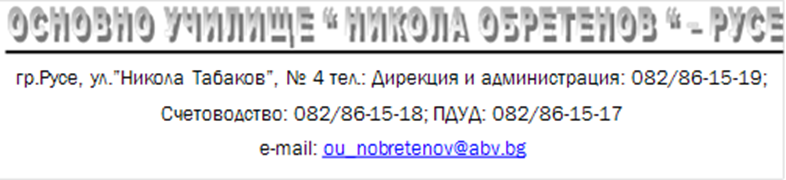 ОСНОВНО УЧИЛИЩЕ “ НИКОЛА ОБРЕТЕНОВ “ – РУСЕ
гр.Русе, ул.”Никола Табаков”, № 4 тел.: Дирекция и администрация: 082/86-15-19;
Счетоводство: 082/86-15-18; ПДУД: 082/86-15-17
e-mail: ou_nobretenov@abv.bg